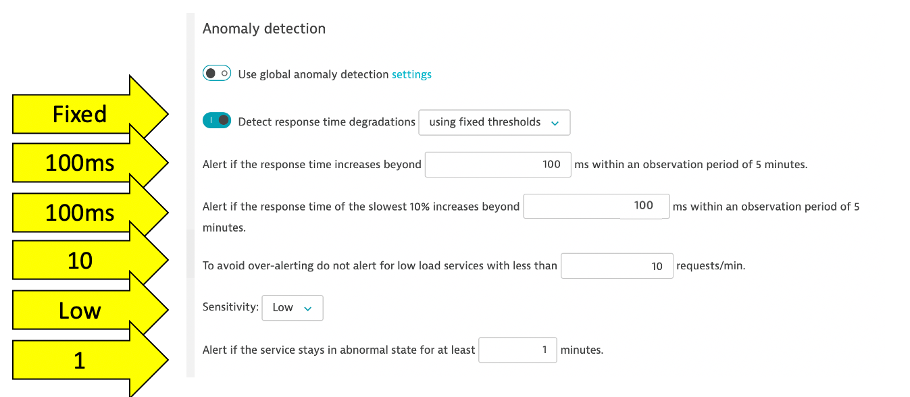 Anomaly detection
Use global anomaly detection settings
Fixed
Detect response time degradations using fixed thresholds
100ms
Alert if the response time increases beyond 100 ms within an observation period of 5 minutes.
100ms
Alert if the response time of the slowest 10% increases beyond 100 ms within an observation period of 5
minutes.
10
To avoid over-alerting do not alert for low load services with less than 10 requests/min.
Low
Sensitivity: Low
1
Alert if the service stays in abnormal state for at least 1 minutes.